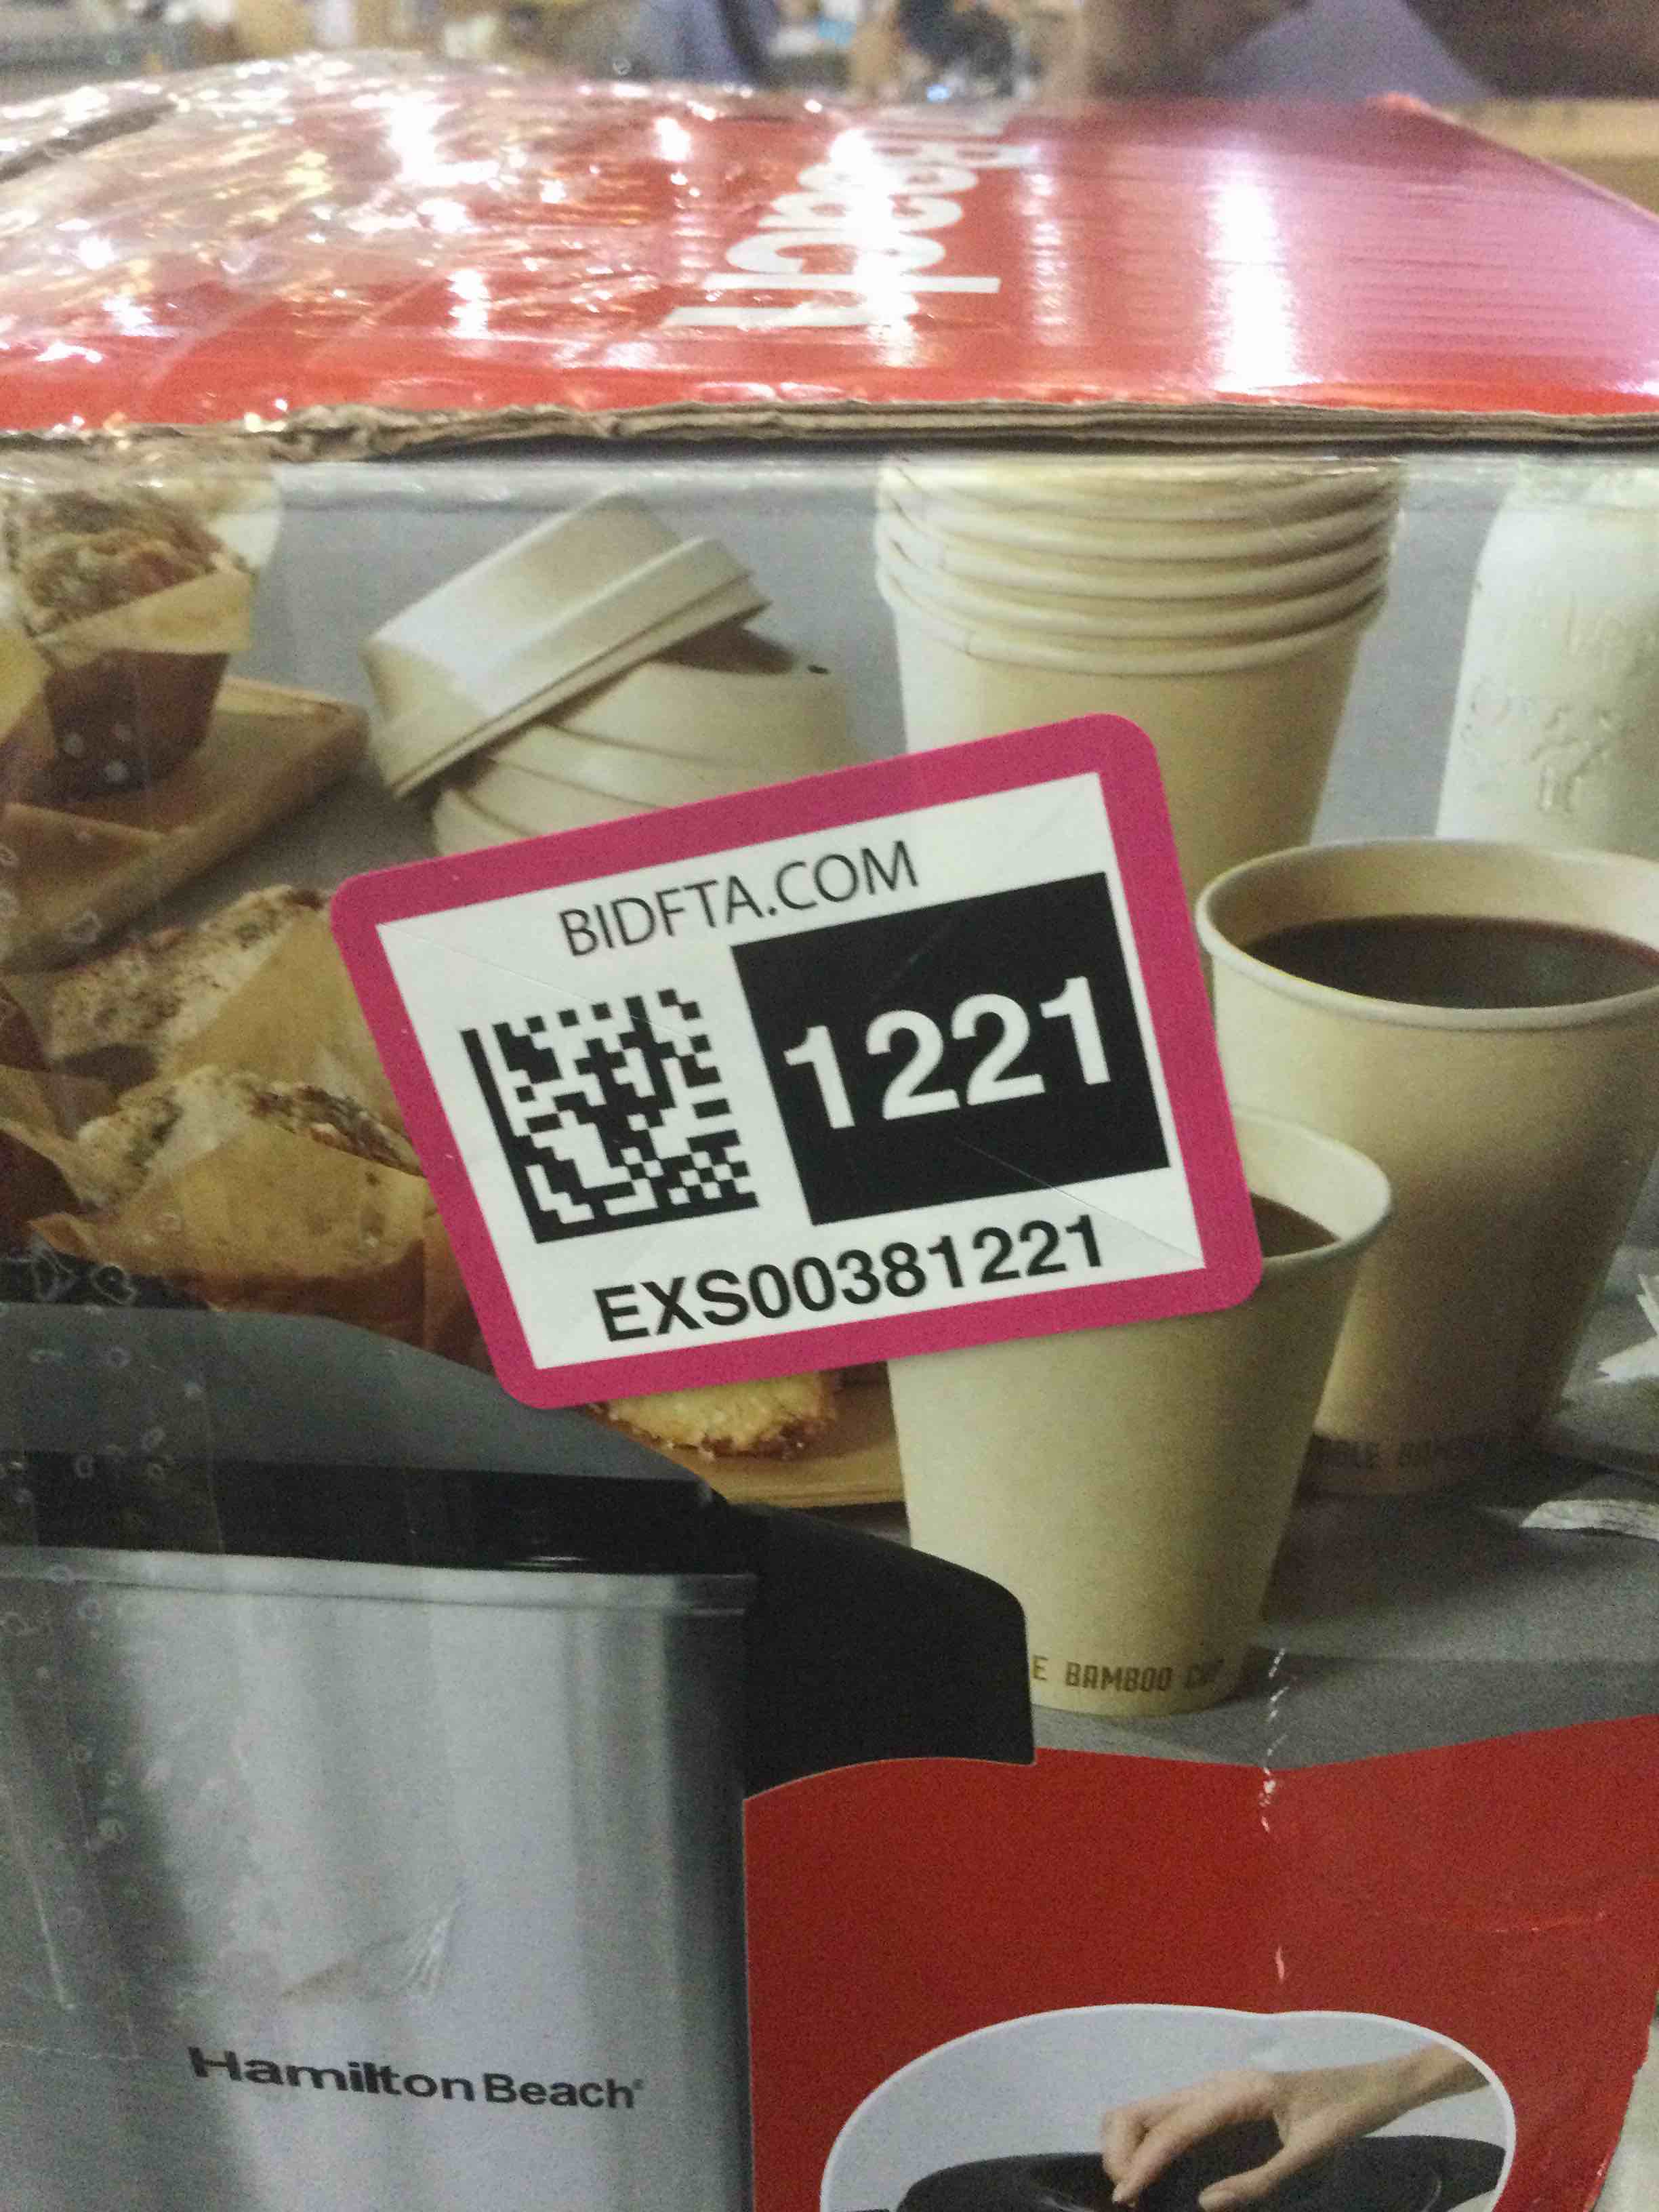 Beach
BIDFTA.COM
1221
EXS00381221
BAMBOO
Hamilton Beach